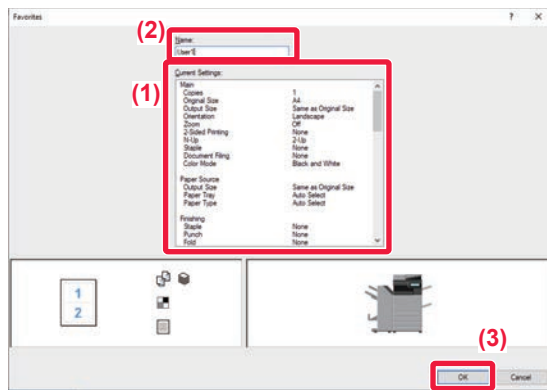 Favorites ? X
(2)
Name:
User1
(1)
Current Settings:
Main
Copies 1
Original Size A4
Output Size Same as Original Size
Orientation Landscape
Zoom Off
2-Sided Printing None
N-Up 2-Up
Staple None
Document Filing None
Color Mode Black and White
Paper Source
Output Size Same as Original Size
Paper Tray Auto Select
Paper Type Auto Select
Finishing
Staple None
Punch None
Fold None
1
2
(3)
OK Cancel